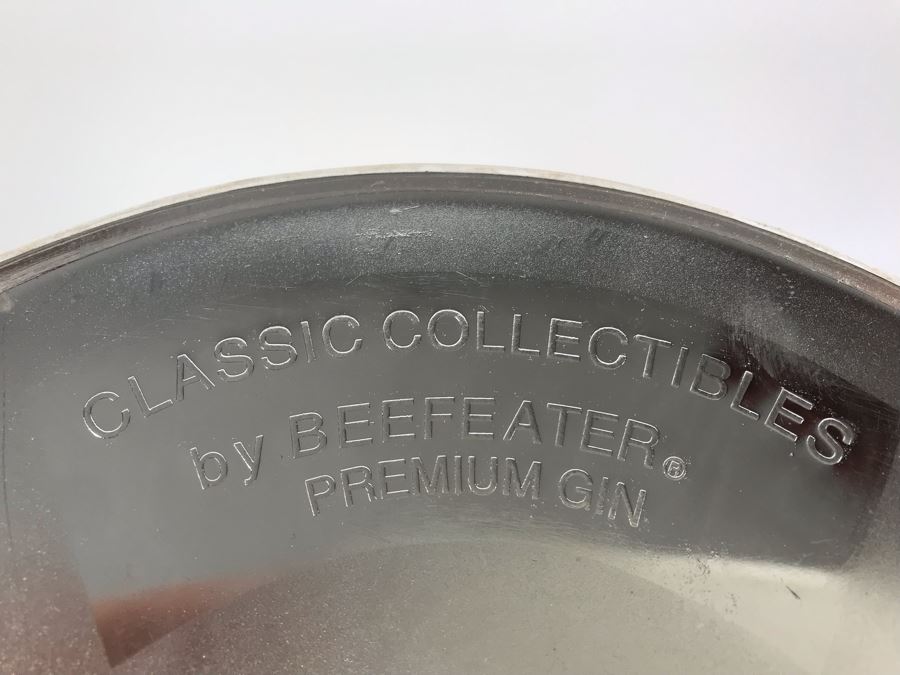 CLASSIC COLLECTIBLES
by BEEFEATER®
PREMIUM GIN